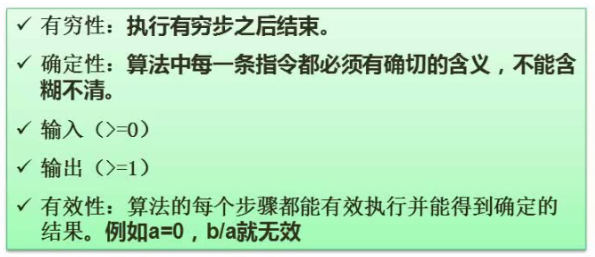 ✓ 有穷性：执行有穷步之后结束。
✓ 确定性：算法中每一条指令都必须有确切的含义，不能含
糊不清。
✓ 输入（>=0）
✓ 输出（>=1）
✓ 有效性：算法的每个步骤都能有效执行并能得到确定的
结果。例如a=0，b/a就无效